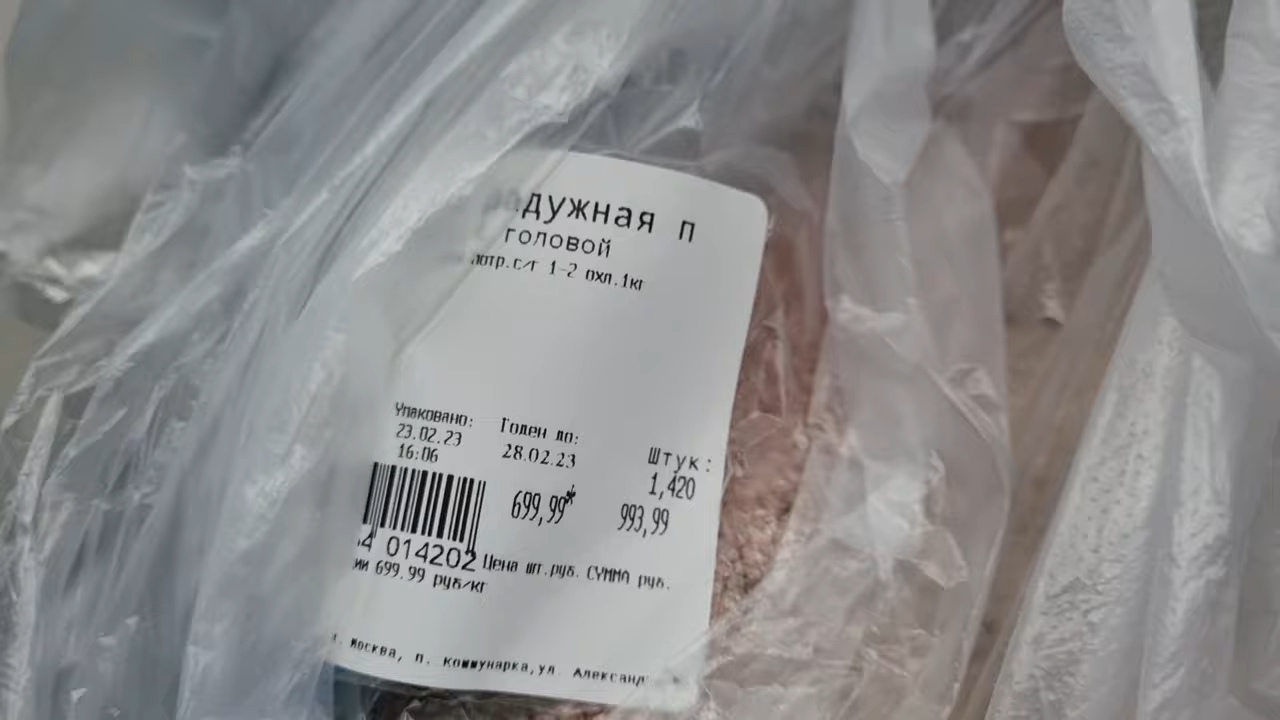 дужная п
головой
потр.с/г 1-2 охл.1кг
Упаковано: Годен до:
23.02.23 28.02.23 Штук:
16:06 1,420
699,99* 993,99
4 014202 Цена шт.руб. СУММА руб.
ии 699.99 руб/кг
Москва, п. Коммунарка,ул. Александ